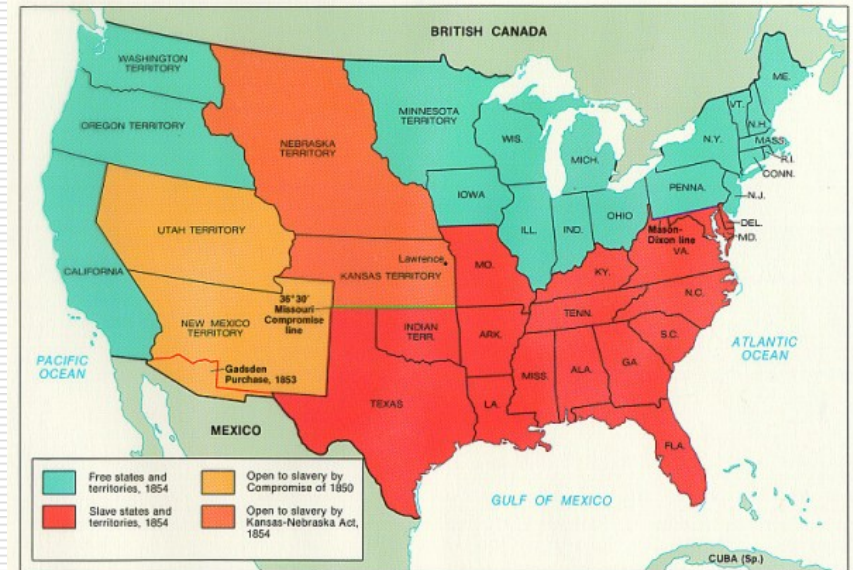 BRITISH CANADA
WASHINGTON
TERRITORY
OREGON TERRITORY
NEBRASKA
TERRITORY
MINNESOTA
TERRITORY
WIS.
MICH.
ME.
VT.
N.H.
N.Y.
MASS.
R.I.
CONN.
PENNA.
N.J.
IOWA
ILL.
IND.
OHIO
DEL.
MD.
Mason-
Dixon line
VA.
UTAH TERRITORY
CALIFORNIA
Lawrence
KANSAS TERRITORY
MO.
KY.
36°30'
Missouri
Compromise
line
NEW MEXICO
TERRITORY
INDIAN
TERR.
ARK.
TENN.
N.C.
S.C.
PACIFIC
OCEAN
Gadsden
Purchase, 1853
ATLANTIC
OCEAN
MISS.
ALA.
GA.
TEXAS
LA.
FLA.
MEXICO
GULF OF MEXICO
CUBA (Sp.)
Free states and
territories, 1854
Open to slavery by
Compromise of 1850
Slave states and
territories, 1854
Open to slavery by
Kansas-Nebraska Act,
1854